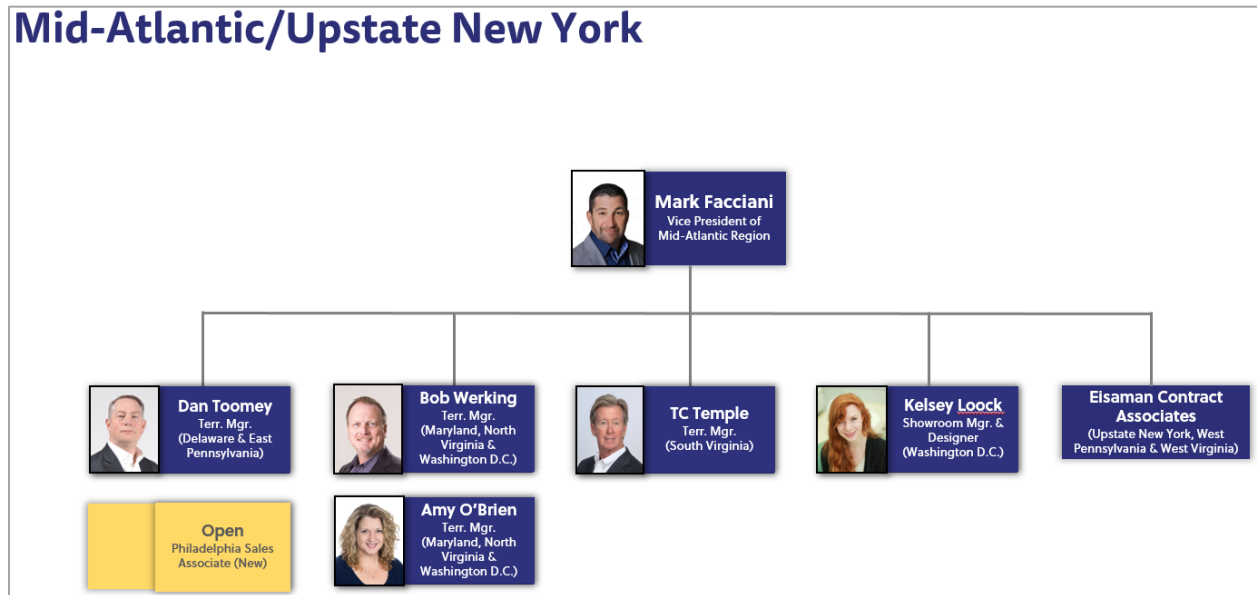 Mid-Atlantic/Upstate New York
Mark Facciani
Vice President of
Mid-Atlantic Region
Dan Toomey
Terr. Mgr.
(Delaware & East
Pennsylvania)
Bob Werking
Terr. Mgr.
(Maryland, North
Virginia &
Washington D.C.)
TC Temple
Terr. Mgr.
(South Virginia)
Kelsey Loock
Showroom Mgr. &
Designer
(Washington D.C.)
Eisaman Contract
Associates
(Upstate New York, West
Pennsylvania & West Virginia)
Open
Philadelphia Sales
Associate (New)
Amy O’Brien
Terr. Mgr.
(Maryland, North
Virginia &
Washington D.C.)